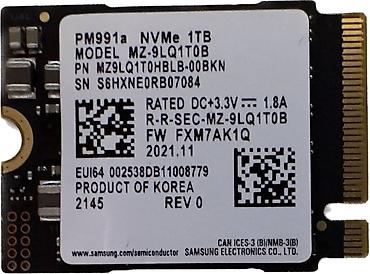 PM991a NVMe 1TB
MODEL MZ-9LQ1T0B
PN MZ9LQ1T0HBLB-00BKN
SN S6HXNE0RB07084
RATED DC+3.3V⎓1.8A
R-R-SEC-MZ-9LQ1T0B
FW FXM7AK1Q
2021.11
EUI64 002538DB11008779
PRODUCT OF KOREA
2145 REV 0
CAN ICES-3 (B)/NMB-3(B)
www.samsung.com/semiconductor SAMSUNG ELECTRONICS CO., LTD.